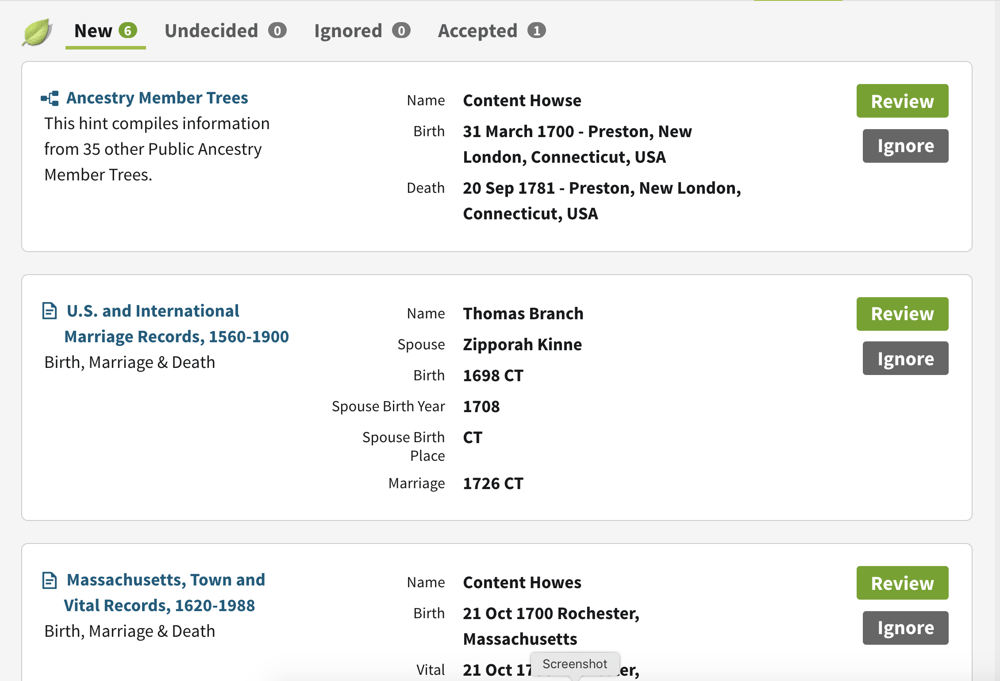 New 6 Undecided 0 Ignored 0 Accepted 1
Ancestry Member Trees
This hint compiles information
from 35 other Public Ancestry
Member Trees.
Name Content Howse
Birth 31 March 1700 - Preston, New
London, Connecticut, USA
Death 20 Sep 1781 - Preston, New London,
Connecticut, USA
Review
Ignore
U.S. and International
Marriage Records, 1560-1900
Birth, Marriage & Death
Name Thomas Branch
Spouse Zipporah Kinne
Birth 1698 CT
Spouse Birth Year 1708
Spouse Birth CT
Place
Marriage 1726 CT
Review
Ignore
Massachusetts, Town and
Vital Records, 1620-1988
Birth, Marriage & Death
Name Content Howes
Birth 21 Oct 1700 Rochester,
Massachusetts
Vital 21 Oct
Review
Ignore
Screenshot